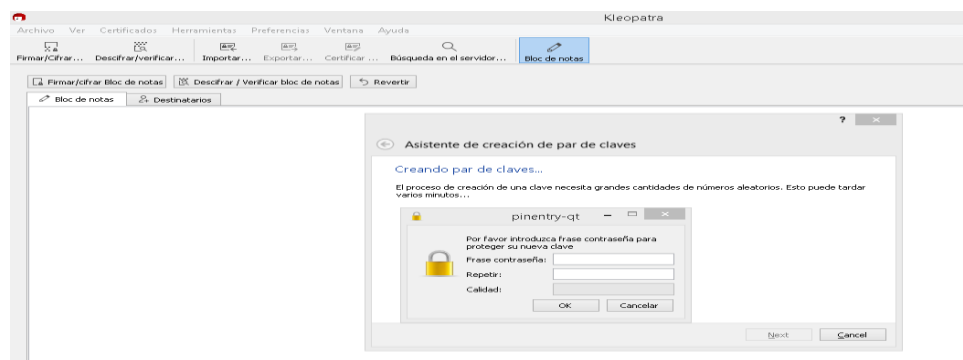 Kleopatra
Archivo Ver Certificados Herramientas Preferencias Ventana Ayuda
Firmar/Cifrar... Descifrar/verificar... Importar... Exportar... Certificar ... Búsqueda en el servidor... Bloc de notas
Firmar/cifrar Bloc de notas Descifrar / Verificar bloc de notas Revertir
Bloc de notas Destinatarios
Asistente de creación de par de claves
Creando par de claves...
El proceso de creación de una clave necesita grandes cantidades de números aleatorios. Esto puede tardar
varios minutos...
pinentry-qt
Por favor introduzca frase contraseña para
proteger su nueva clave
Frase contraseña:
Repetir:
Calidad:
OK Cancelar
Next Cancel